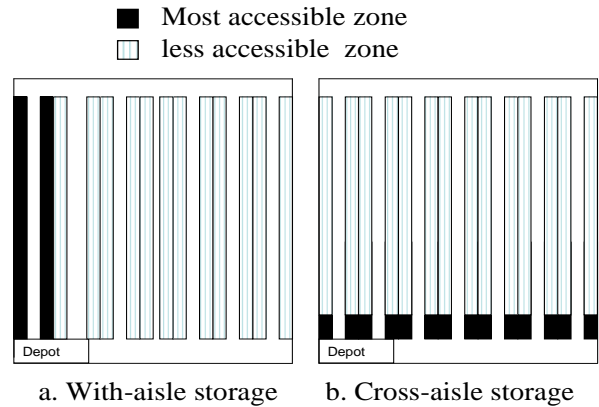 Most accessible zone
less accessible zone
Depot
Depot
a. With-aisle storage
b. Cross-aisle storage